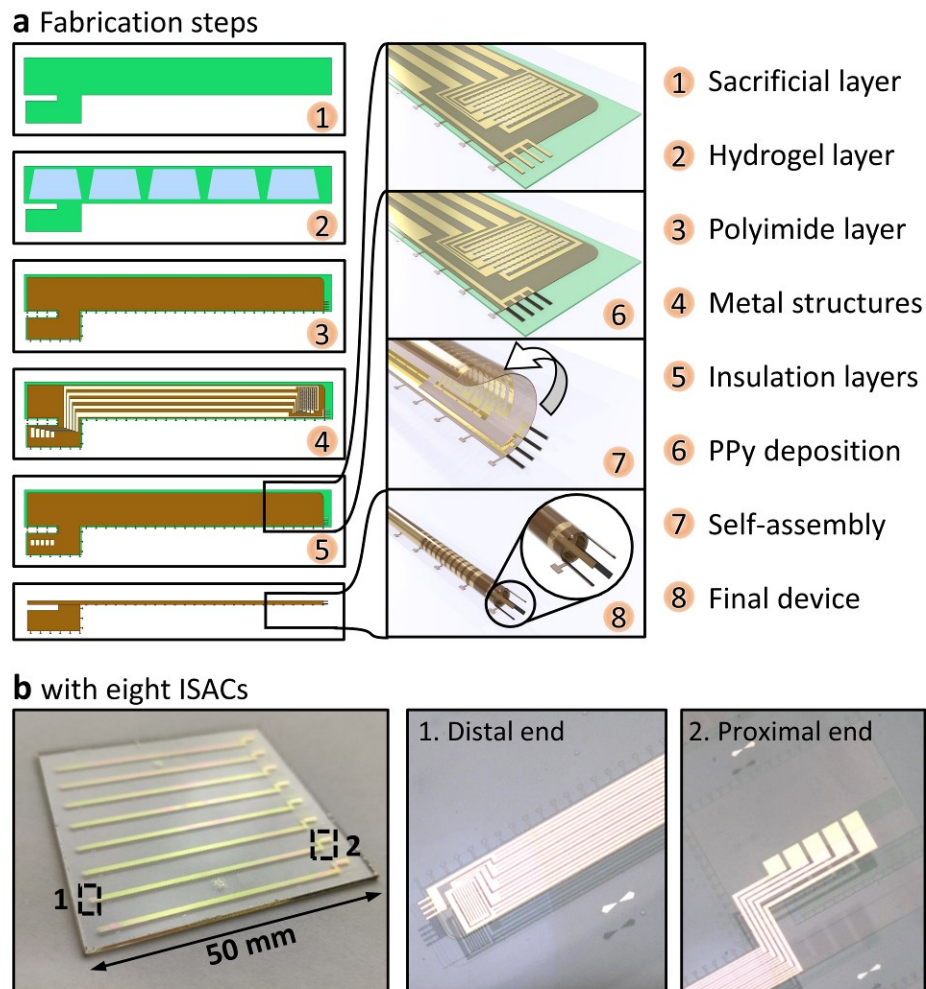 a Fabrication steps
1
2
3
4
5
6
7
8
1 Sacrificial layer
2 Hydrogel layer
3 Polyimide layer
4 Metal structures
5 Insulation layers
6 PPy deposition
7 Self-assembly
8 Final device
b with eight ISACs
1
2
50 mm
1. Distal end
2. Proximal end